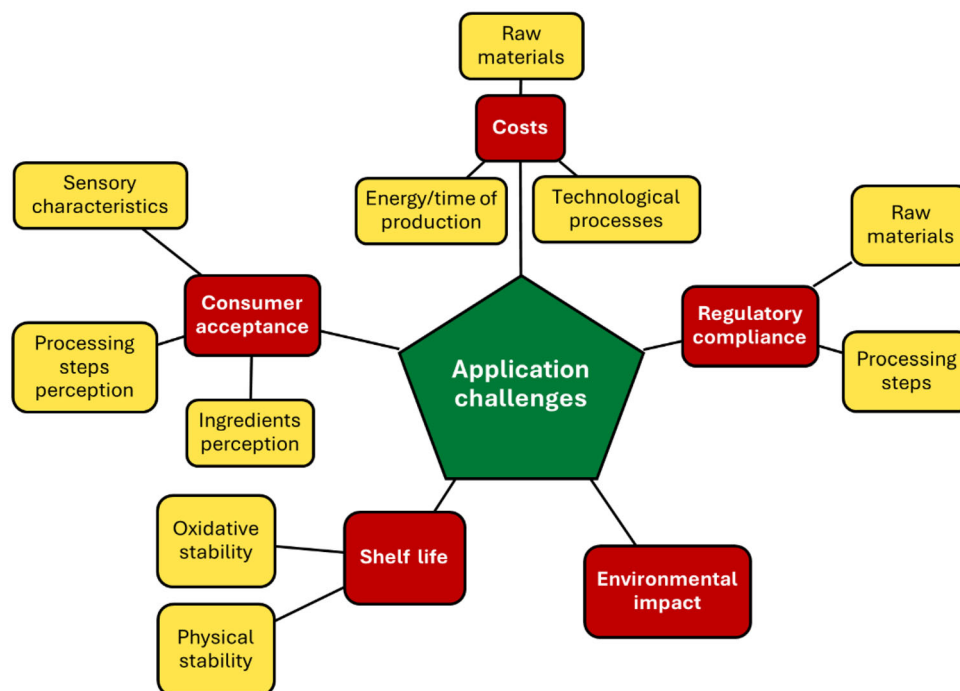 Raw
materials
Costs
Energy/time of
production
Technological
processes
Sensory
characteristics
Raw
materials
Consumer
acceptance
Regulatory
compliance
Processing
steps perception
Processing
steps
Ingredients
perception
Application
challenges
Oxidative
stability
Shelf life
Environmental
impact
Physical
stability